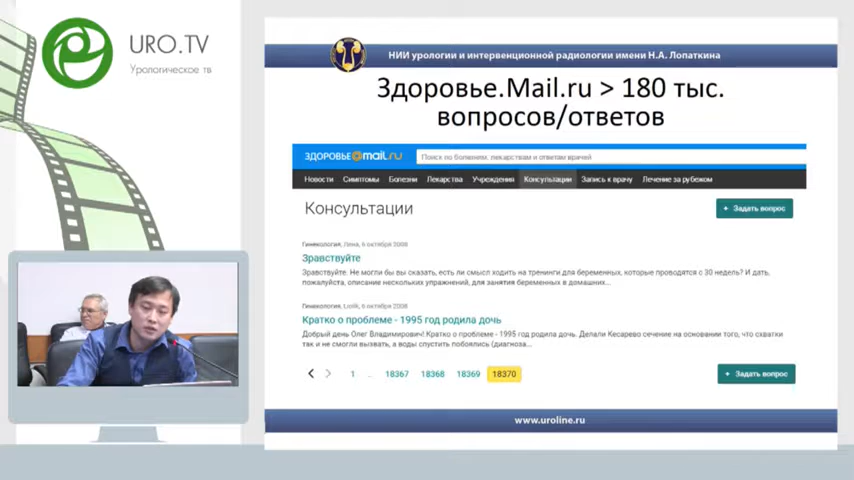 URO.TV
Урологическое тв
НИИ урологии и интервенционной радиологии имени Н.А. Лопаткина
Здоровье.Mail.ru > 180 тыс.
вопросов/ответов
ЗДОРОВЬЕ@mail.ru
Поиск по болезням, лекарствам и ответам врачей
Новости Симптомы Болезни Лекарства Учреждения Консультации Запись к врачу Лечение за рубежом
Консультации
+ Задать вопрос
Гинекология, Лена, 6 октября 2008
Зравствуйте
Зравствуйте. Не могли бы вы сказать, есть ли смысл ходить на тренинги для беременных, которые проводятся с 30 недель? И дать,
пожалуйста, описание нескольких упражнений, для занятия беременных в домашних...
Гинекология, Lusik, 6 октября 2008
Кратко о проблеме - 1995 год родила дочь
Добрый день Олег Владимирович! Кратко о проблеме - 1995 год родила дочь. Делали Кесарево сечение на основании того, что схватки
так и не смогли вызвать, а воды спустить побоялись (диагноз...
< > 1 ... 18367 18368 18369 18370
+ Задать вопрос
www.uroline.ru